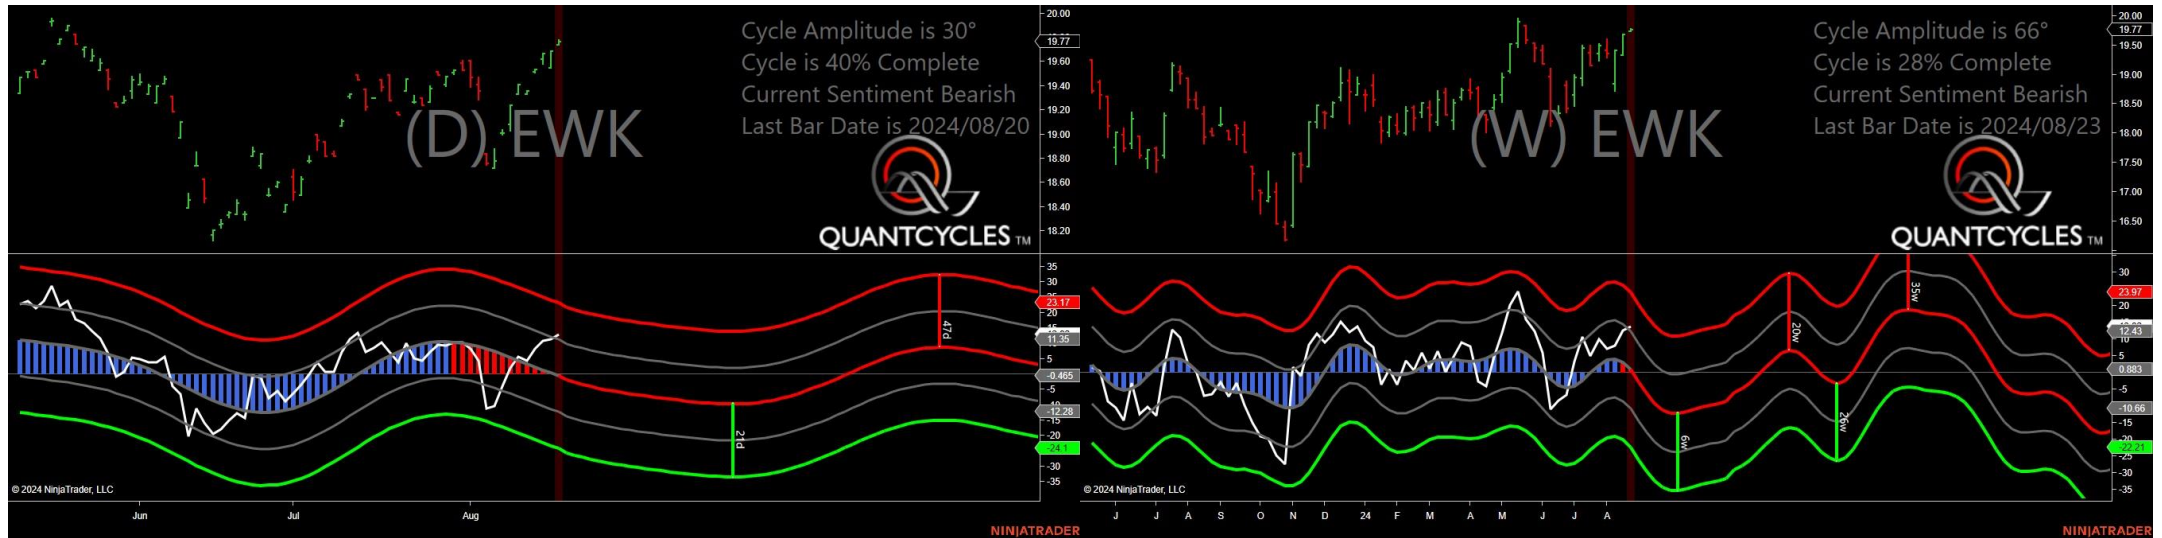 Cycle Amplitude is 30°
Cycle is 40% Complete
Current Sentiment Bearish
Last Bar Date is 2024/08/20
(D) EWK
QUANTCYCLES TM
20.00
19.77
19.60
19.40
19.20
19.00
18.80
18.60
18.40
18.20
35
30
23.17
20
11.35
5
-0.465
-5
-12.28
-20
-24.1
-30
-35
47d
21d
© 2024 NinjaTrader, LLC
Jun Jul Aug
NINJATRADER
Cycle Amplitude is 66°
Cycle is 28% Complete
Current Sentiment Bearish
Last Bar Date is 2024/08/23
(W) EWK
QUANTCYCLES TM
20.00
19.77
19.50
19.00
18.50
18.00
17.50
17.00
16.50
30
23.97
20
12.43
10
5
0.883
-5
-10.66
-15
-22.21
-25
-30
-35
20w
35w
6w
26w
© 2024 NinjaTrader, LLC
J J A S O N D 24 F M A M J J A
NINJATRADER